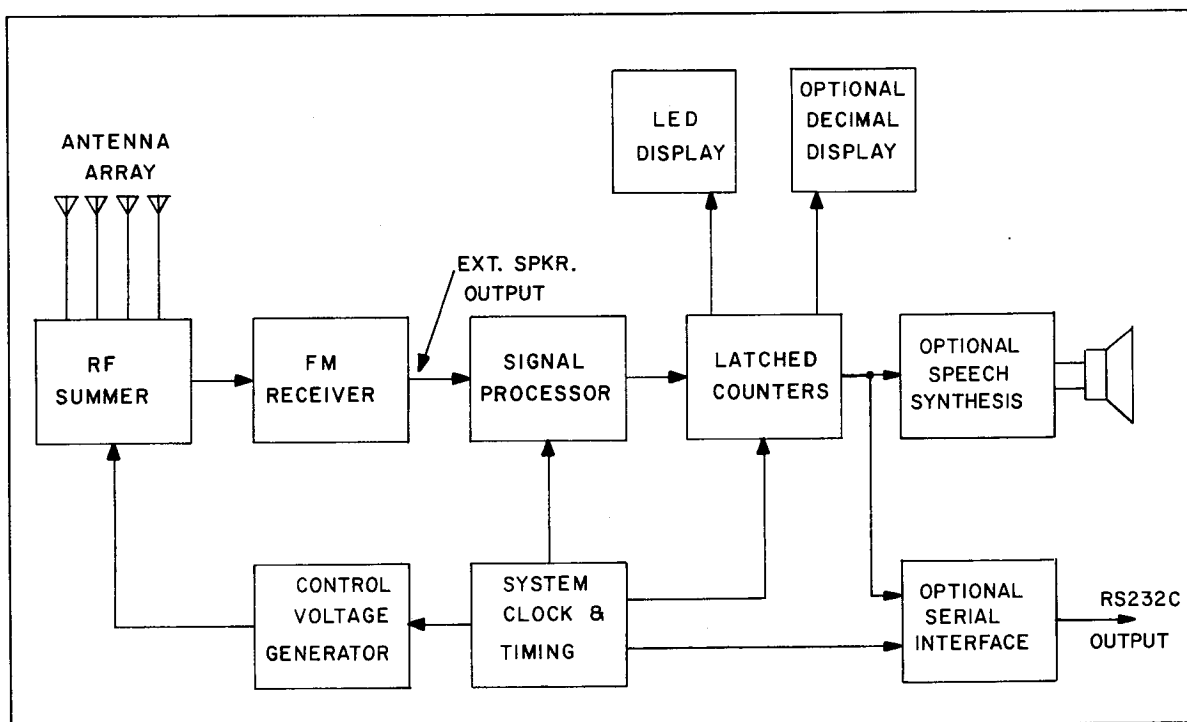 ANTENNA
ARRAY
LED
DISPLAY
OPTIONAL
DECIMAL
DISPLAY
EXT. SPKR.
OUTPUT
RF
SUMMER
FM
RECEIVER
SIGNAL
PROCESSOR
LATCHED
COUNTERS
OPTIONAL
SPEECH
SYNTHESIS
CONTROL
VOLTAGE
GENERATOR
SYSTEM
CLOCK &
TIMING
OPTIONAL
SERIAL
INTERFACE
RS232C
OUTPUT